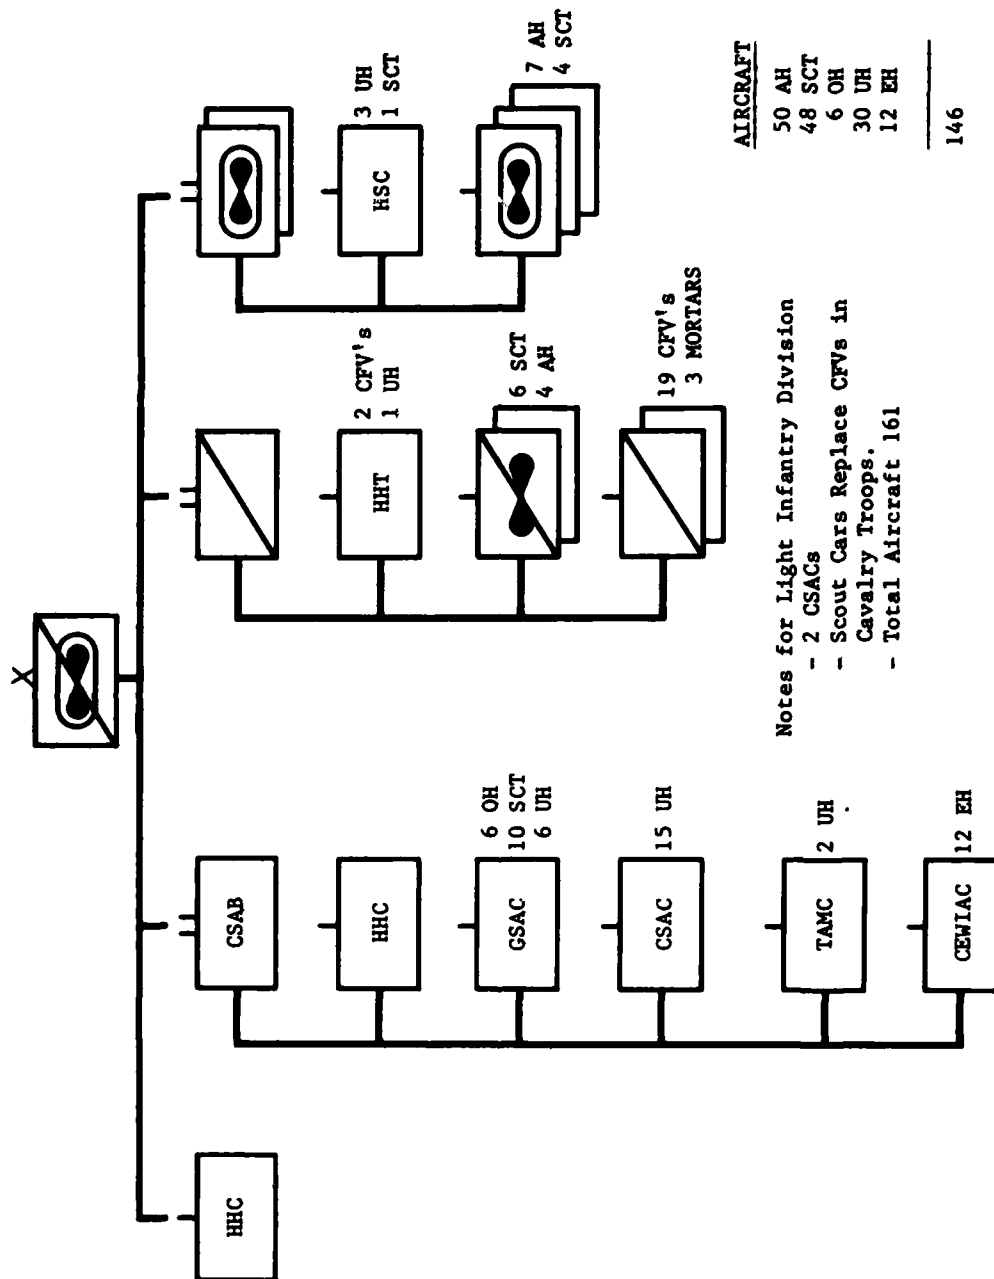 X
HHC
CSAB
HHC
GSAC
6 OH
10 SCT
6 UH
CSAC
15 UH
TAMC
2 UH
CEWIAC
12 EH
HHT
2 CFV's
1 UH
6 SCT
4 AH
19 CFV's
3 MORTARS
HSC
3 UH
1 SCT
7 AH
4 SCT
Notes for Light Infantry Division
- 2 CSACs
- Scout Cars Replace CFVs in
Cavalry Troops.
- Total Aircraft 161
AIRCRAFT
50 AH
48 SCT
6 OH
30 UH
12 EH
146